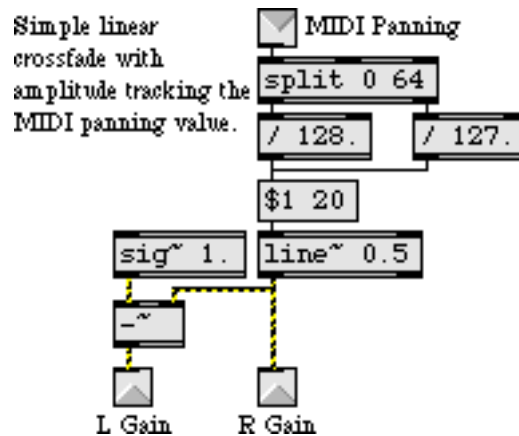 Simple linear
crossfade with
amplitude tracking the
MIDI panning value.
MIDI Panning
split 0 64
/ 128.
/ 127.
$1 20
sig~ 1.
line~ 0.5
-~
L Gain
R Gain